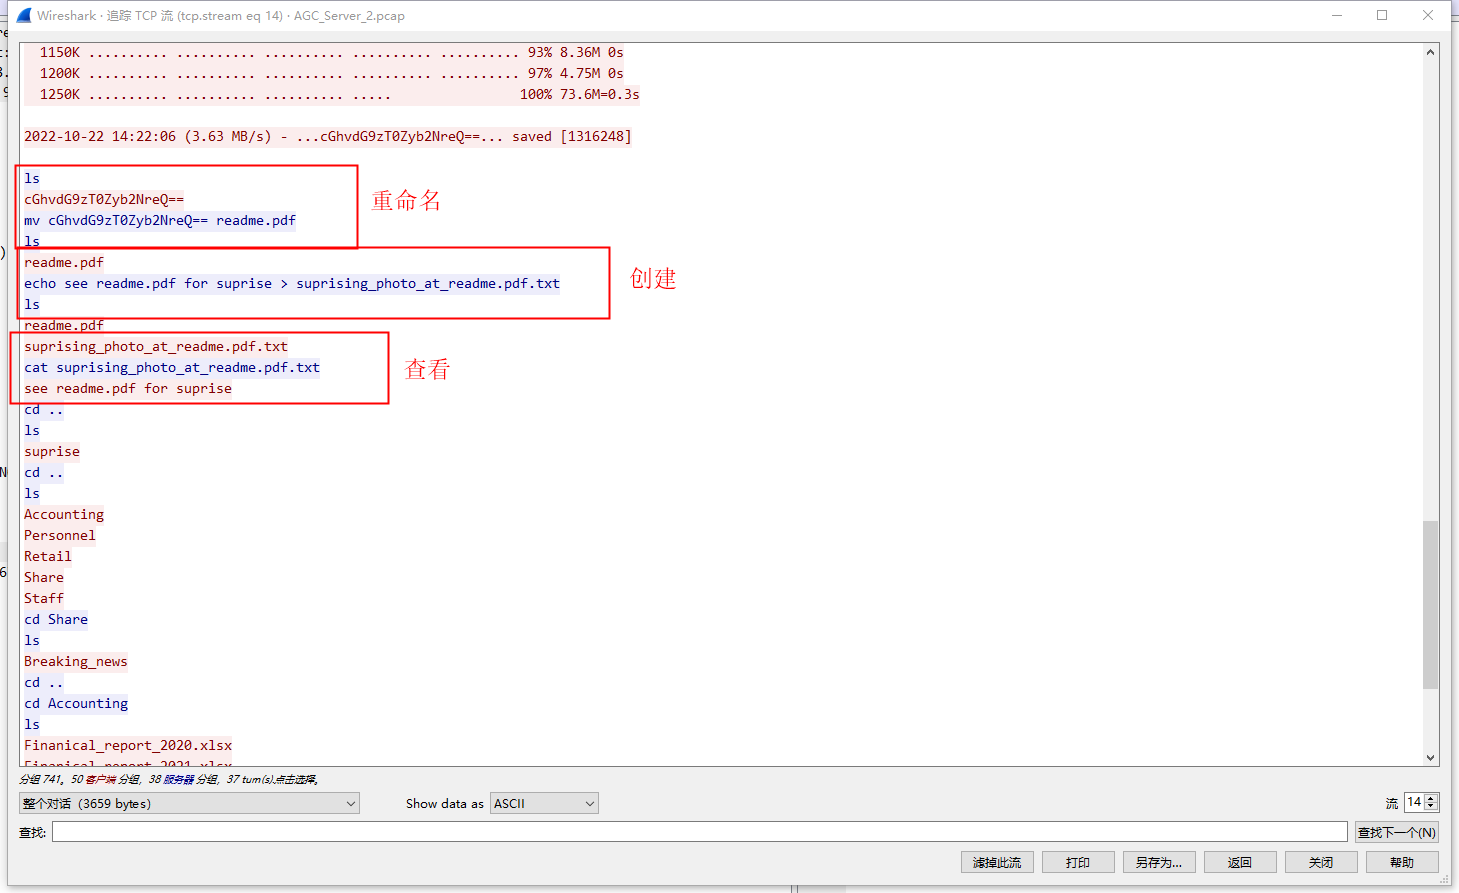 Wireshark · 追踪 TCP 流 (tcp.stream eq 14) · AGC_Server_2.pcap
1150K .......... .......... .......... .......... .......... 93% 8.36M 0s
1200K .......... .......... .......... .......... .......... 97% 4.75M 0s
1250K .......... .......... .......... ..... 100% 73.6M=0.3s
2022-10-22 14:22:06 (3.63 MB/s) - ...cGhvdG9zT0Zyb2NreQ==... saved [1316248]
ls
cGhvdG9zT0Zyb2NreQ==
重命名
mv cGhvdG9zT0Zyb2NreQ== readme.pdf
ls
readme.pdf
echo see readme.pdf for suprise > suprising_photo_at_readme.pdf.txt
创建
ls
readme.pdf
suprising_photo_at_readme.pdf.txt
cat suprising_photo_at_readme.pdf.txt
查看
see readme.pdf for suprise
cd ..
ls
suprise
cd ..
ls
Accounting
Personnel
Retail
Share
Staff
cd Share
ls
Breaking_news
cd ..
cd Accounting
ls
Finanical_report_2020.xlsx
Finanical_report_2021.xlsx
分组 741。50 客户端 分组，38 服务器 分组，37 turn(s).点击选择。
整个对话 (3659 bytes) Show data as ASCII 流 14
查找: 查找下一个(N)
滤掉此流 打印 另存为… 返回 关闭 帮助